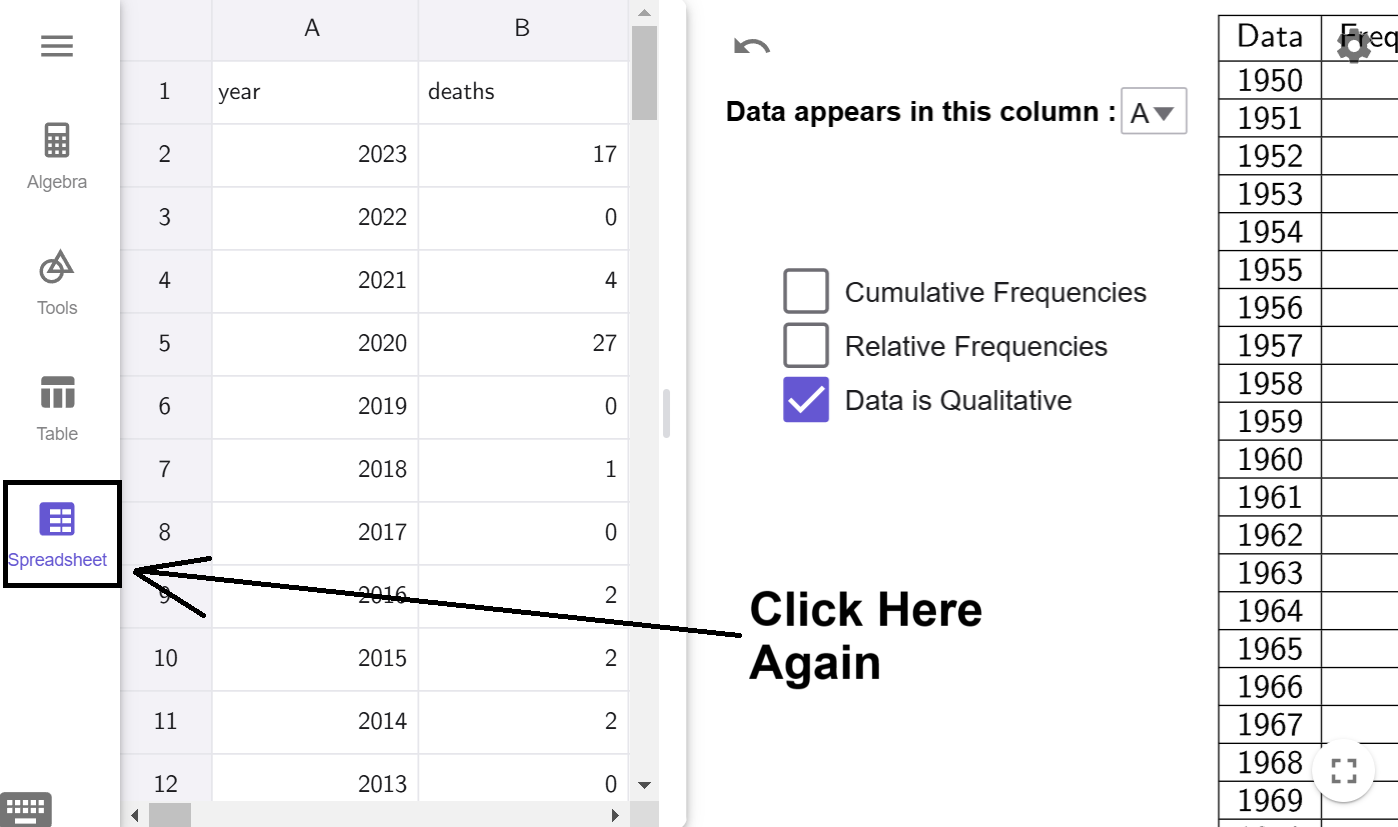 Algebra
Tools
Table
Spreadsheet
A B
1 year deaths
2 2023 17
3 2022 0
4 2021 4
5 2020 27
6 2019 0
7 2018 1
8 2017 0
9 2016 2
10 2015 2
11 2014 2
12 2013 0
Data appears in this column : A
Cumulative Frequencies
Relative Frequencies
Data is Qualitative
Click Here
Again
Data Freq
1950
1951
1952
1953
1954
1955
1956
1957
1958
1959
1960
1961
1962
1963
1964
1965
1966
1967
1968
1969